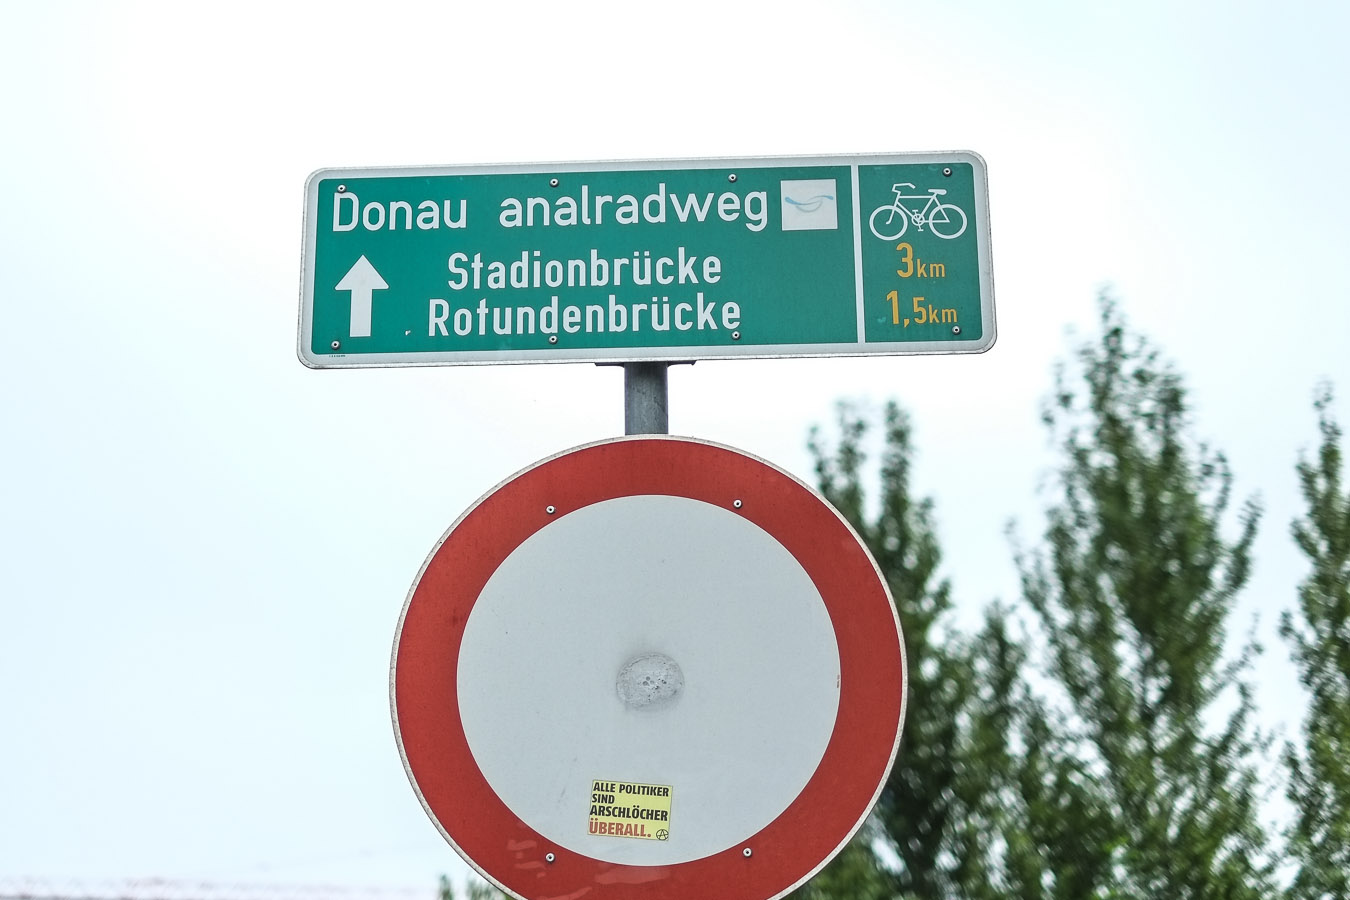 Donau analradweg
Stadionbrücke
Rotundenbrücke
3km
1,5km
ALLE POLITIKER
SIND
ARSCHLÖCHER
ÜBERALL.